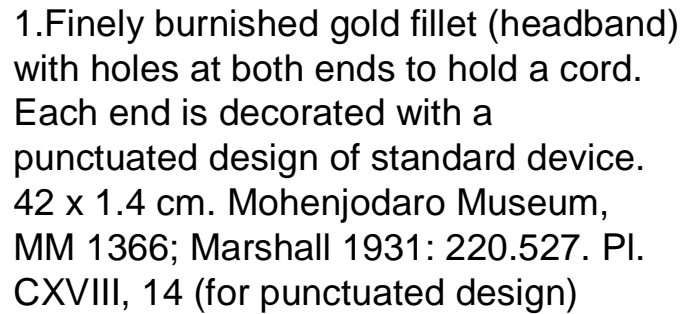 1.Finely burnished gold fillet (headband)
with holes at both ends to hold a cord.
Each end is decorated with a
punctuated design of standard device.
42 x 1.4 cm. Mohenjodaro Museum,
MM 1366; Marshall 1931: 220.527. Pl.
CXVIII, 14 (for punctuated design)